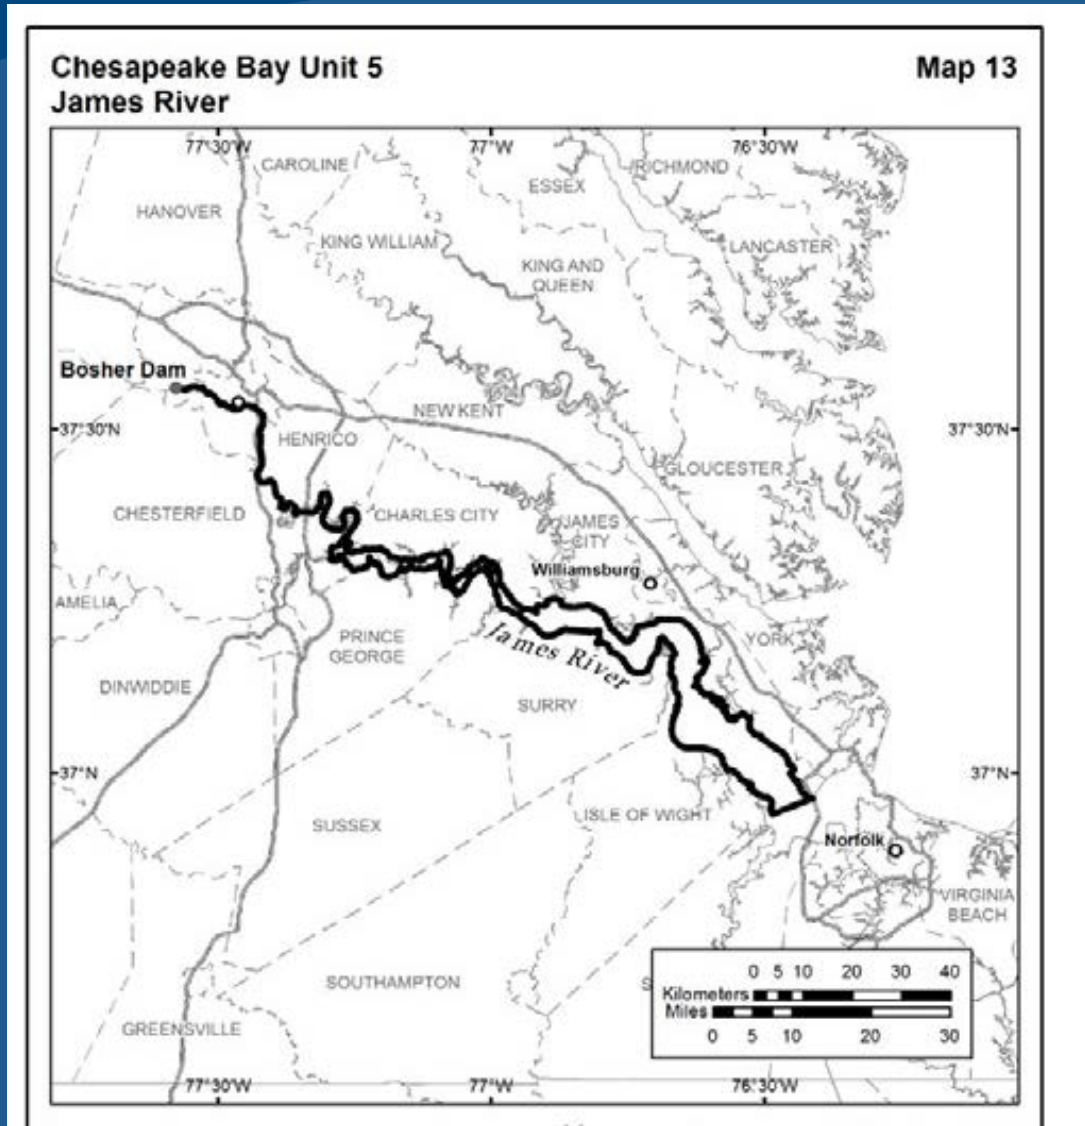 Chesapeake Bay Unit 5
Map 13
James River
77°30'W
77°W
76°30'W
CAROLINE
RICHMOND
ESSEX
HANOVER
KING WILLIAM
LANCASTER
KING AND
QUEEN
Bosher Dam
NEW KENT
37°30'N
37°30'N
HENRICO
GLOUCESTER
CHESTERFIELD
CHARLES CITY
JAMES
CITY
Williamsburg
AMELIA
PRINCE
GEORGE
James River
YORK
DINWIDDIE
SURRY
37°N
37°N
SUSSEX
ISLE OF WIGHT
Norfolk
VIRGINIA
BEACH
SOUTHAMPTON
S
GREENSVILLE
0 5 10 20 30 40
Kilometers
Miles
0 5 10 20 30
77°30'W
77°W
76°30'W